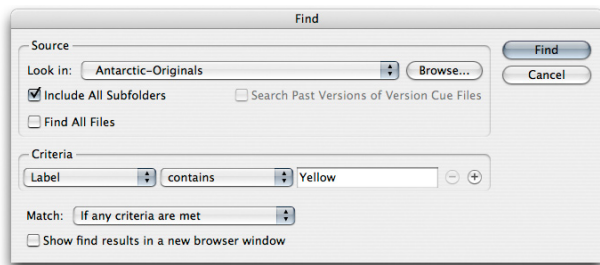 Find
Source
Look in: Antarctic-Originals Browse... Find
Include All Subfolders Search Past Versions of Version Cue Files Cancel
Find All Files
Criteria
Label contains Yellow
Match: If any criteria are met
Show find results in a new browser window